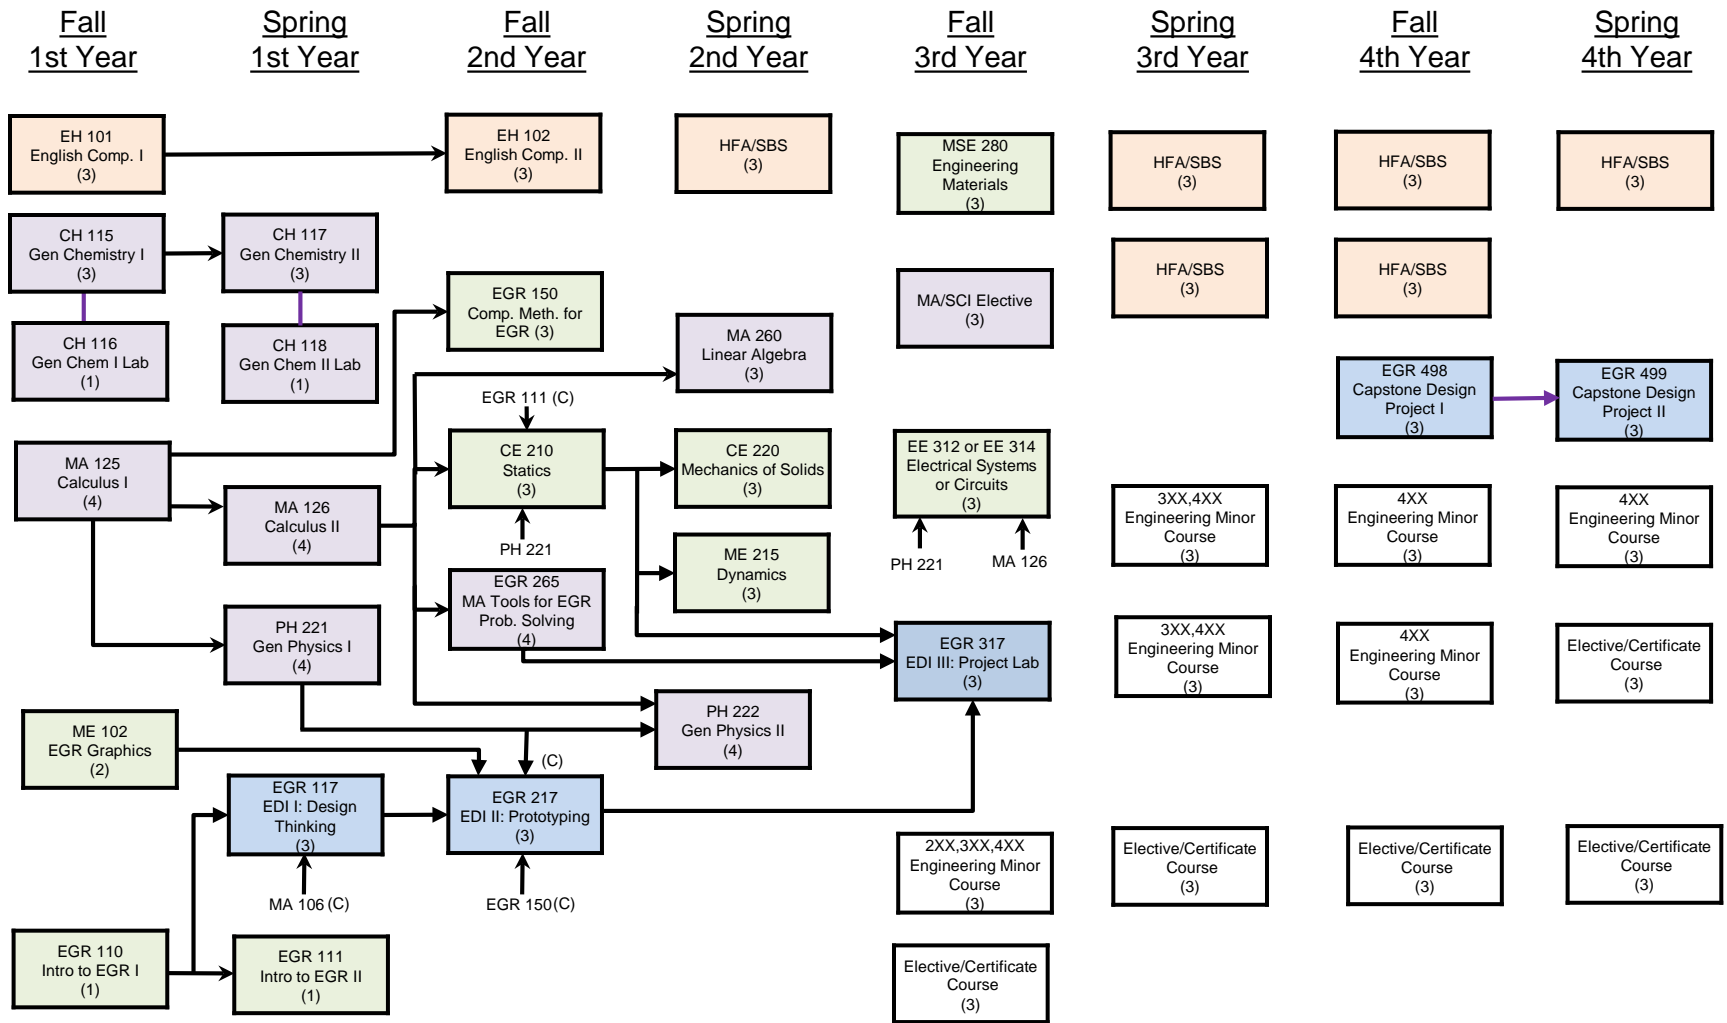 Fall
1st Year
Spring
1st Year
Fall
2nd Year
Spring
2nd Year
Fall
3rd Year
Spring
3rd Year
Fall
4th Year
Spring
4th Year
EH 101
English Comp. I
(3)
CH 115
Gen Chemistry I
(3)
CH 116
Gen Chem I Lab
(1)
MA 125
Calculus I
(4)
ME 102
EGR Graphics
(2)
EGR 110
Intro to EGR I
(1)
CH 117
Gen Chemistry II
(3)
CH 118
Gen Chem II Lab
(1)
MA 126
Calculus II
(4)
PH 221
Gen Physics I
(4)
EGR 117
EDI I: Design
Thinking
(3)
MA 106 (C)
EGR 111
Intro to EGR II
(1)
EH 102
English Comp. II
(3)
EGR 150
Comp. Meth. for
EGR (3)
EGR 111 (C)
CE 210
Statics
(3)
PH 221
EGR 265
MA Tools for EGR
Prob. Solving
(4)
(C)
EGR 217
EDI II: Prototyping
(3)
EGR 150 (C)
HFA/SBS
(3)
MA 260
Linear Algebra
(3)
CE 220
Mechanics of Solids
(3)
ME 215
Dynamics
(3)
PH 222
Gen Physics II
(4)
MSE 280
Engineering
Materials
(3)
MA/SCI Elective
(3)
EE 312 or EE 314
Electrical Systems
or Circuits
(3)
PH 221
MA 126
EGR 317
EDI III: Project Lab
(3)
2XX,3XX,4XX
Engineering Minor
Course
(3)
Elective/Certificate
Course
(3)
HFA/SBS
(3)
HFA/SBS
(3)
3XX,4XX
Engineering Minor
Course
(3)
3XX,4XX
Engineering Minor
Course
(3)
Elective/Certificate
Course
(3)
HFA/SBS
(3)
HFA/SBS
(3)
EGR 498
Capstone Design
Project I
(3)
4XX
Engineering Minor
Course
(3)
4XX
Engineering Minor
Course
(3)
Elective/Certificate
Course
(3)
HFA/SBS
(3)
EGR 499
Capstone Design
Project II
(3)
4XX
Engineering Minor
Course
(3)
Elective/Certificate
Course
(3)
Elective/Certificate
Course
(3)